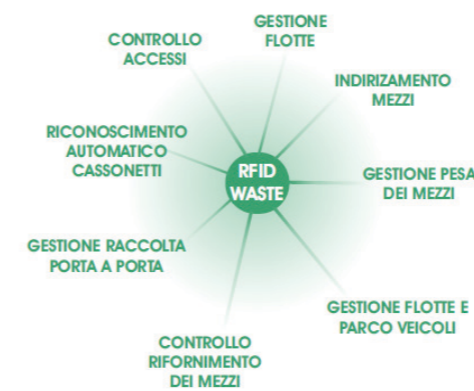 GESTIONE
FLOTTE
CONTROLLO
ACCESSI
INDIRIZAMENTO
MEZZI
RICONOSCIMENTO
AUTOMATICO
CASSONETTI
RFID
WASTE
GESTIONE PESA
DEI MEZZI
GESTIONE RACCOLTA
PORTA A PORTA
GESTIONE FLOTTE E
PARCO VEICOLI
CONTROLLO
RIFORNIMENTO
DEI MEZZI